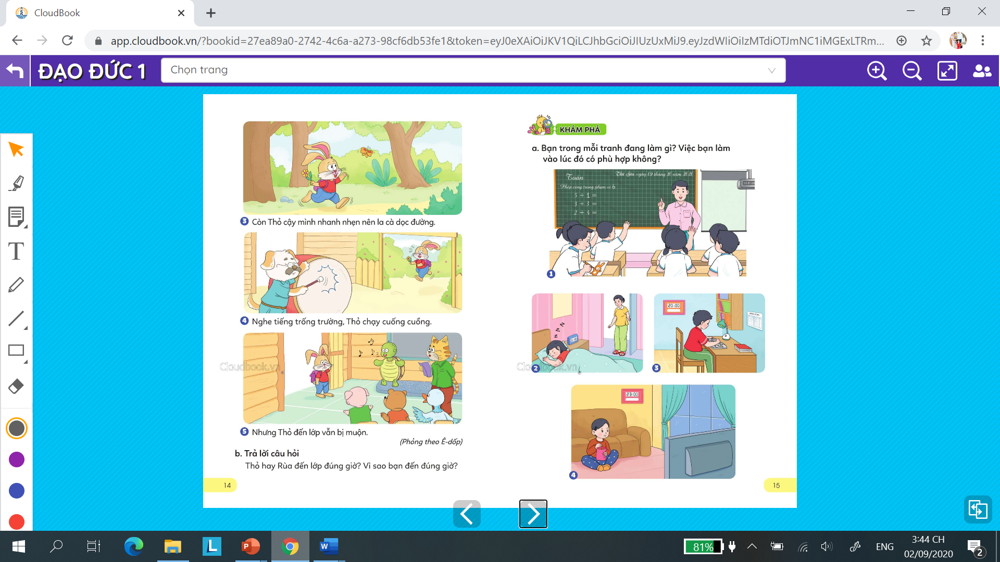 CloudBook
app.cloudbook.vn/?bookid=27ea89a0-2742-4c6a-a273-98cf6db53fe1&token=eyJ0eXAiOiJKV1QiLCJhbGciOiJIUzUxMiJ9.eyJzdWIiOiIzMTdiOTJmNC1iMGExLTRm...
ĐẠO ĐỨC 1
Chọn trang
3 Còn Thỏ cậy mình nhanh nhẹn nên la cà dọc đường.
4 Nghe tiếng trống trường, Thỏ chạy cuống cuồng.
Cloudbook.vn
5 Nhưng Thỏ đến lớp vẫn bị muộn.
(Phỏng theo Ê-dốp)
b. Trả lời câu hỏi
Thỏ hay Rùa đến lớp đúng giờ? Vì sao bạn đến đúng giờ?
14
KHÁM PHÁ
a. Bạn trong mỗi tranh đang làm gì? Việc bạn làm
vào lúc đó có phù hợp không?
Thứ Sáu ngày 09 tháng 10 năm 2020
Toán
Phép cộng trong phạm vi 6
5 + 1 =
3 + 3 =
2 + 4 =
1
z z z
Cloudbook.vn
2
20:00
3
23:00
4
15
T
L
P
W
81%
ENG
3:44 CH
02/09/2020
2